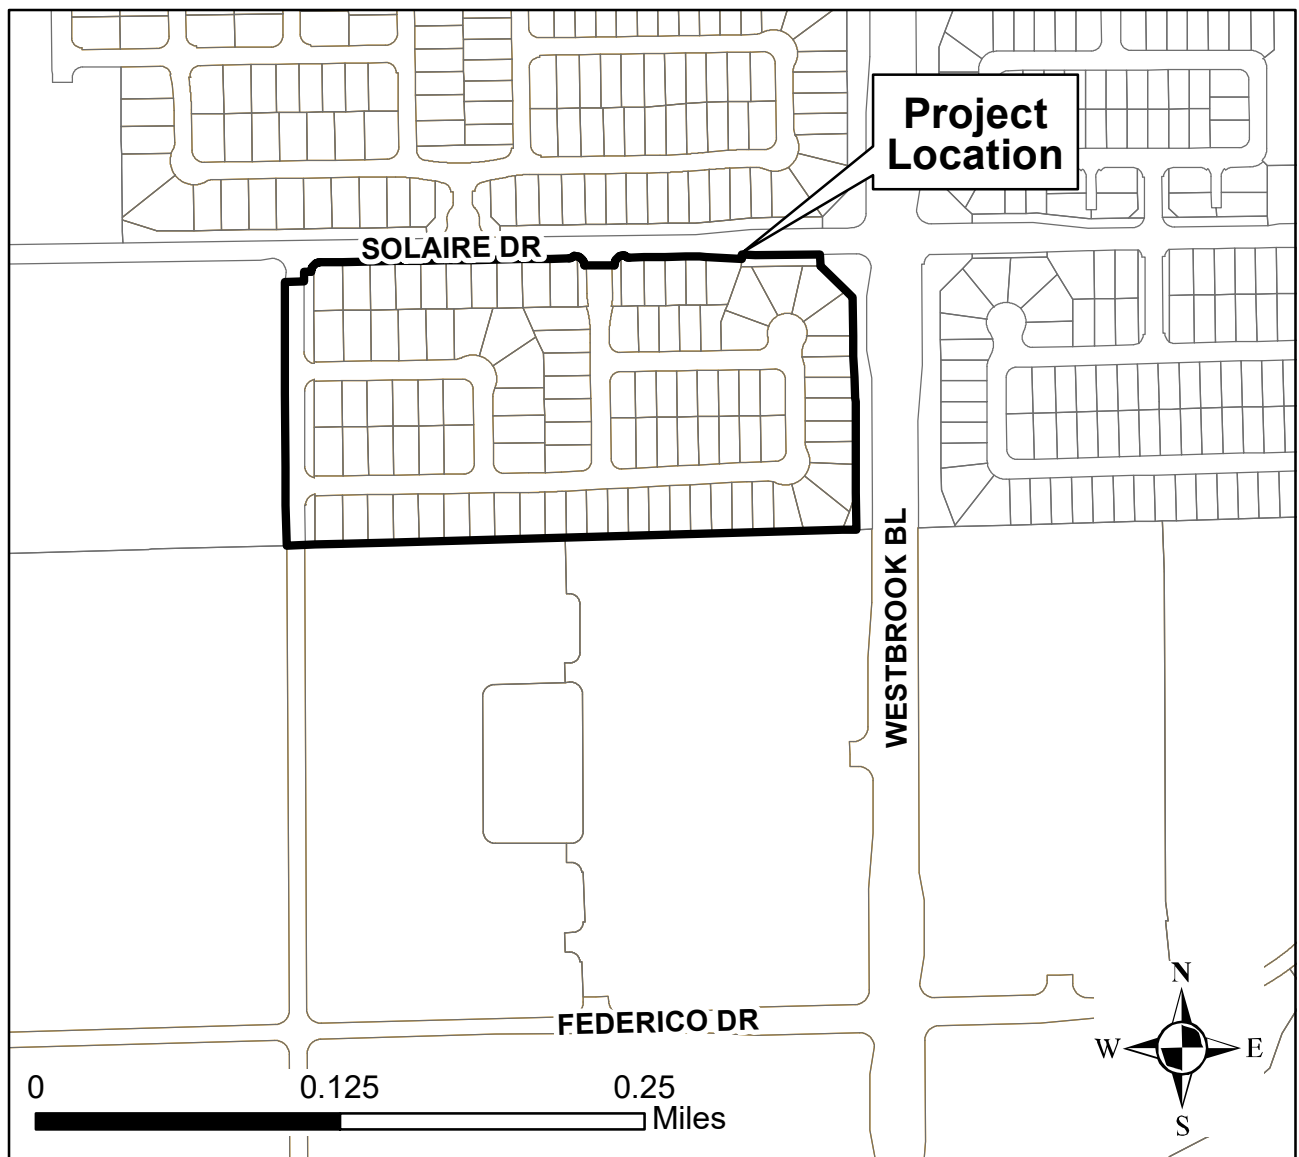 Project
Location
SOLAIRE DR
WESTBROOK BL
FEDERICO DR
N
W
E
S
0
0.125
0.25
Miles